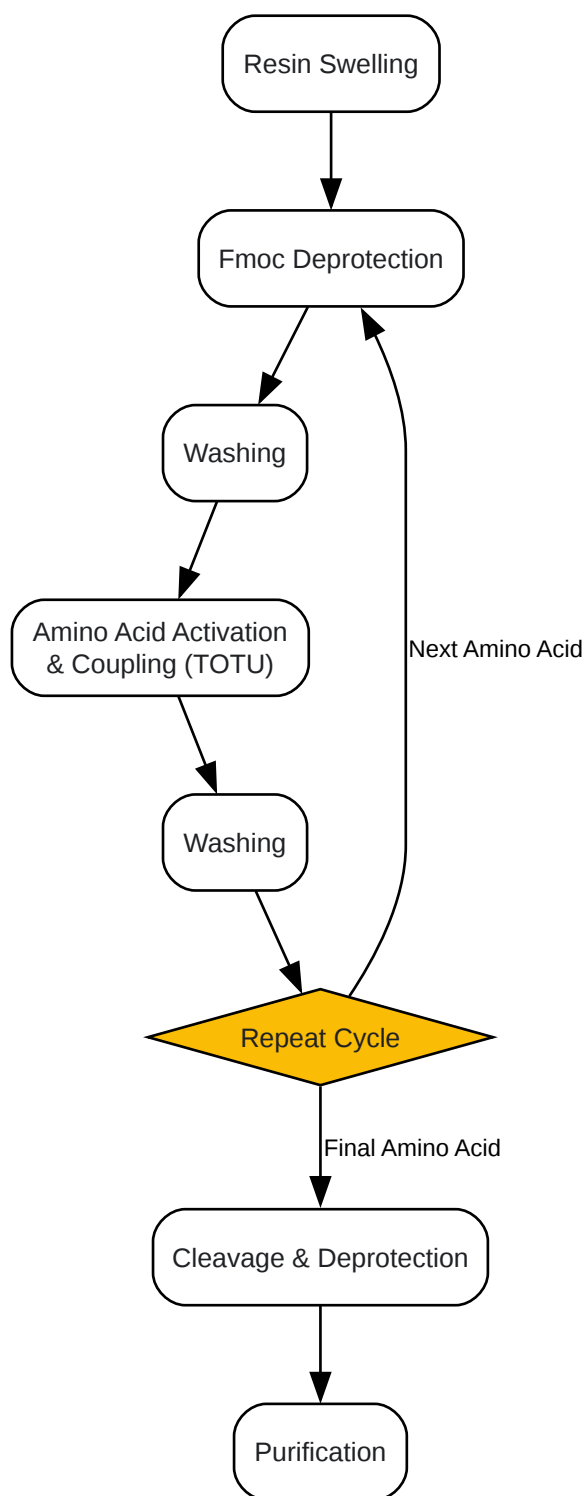 Resin Swelling
Fmoc Deprotection
Washing
Amino Acid Activation
& Coupling (TOTU)
Next Amino Acid
Washing
Repeat Cycle
Final Amino Acid
Cleavage & Deprotection
Purification